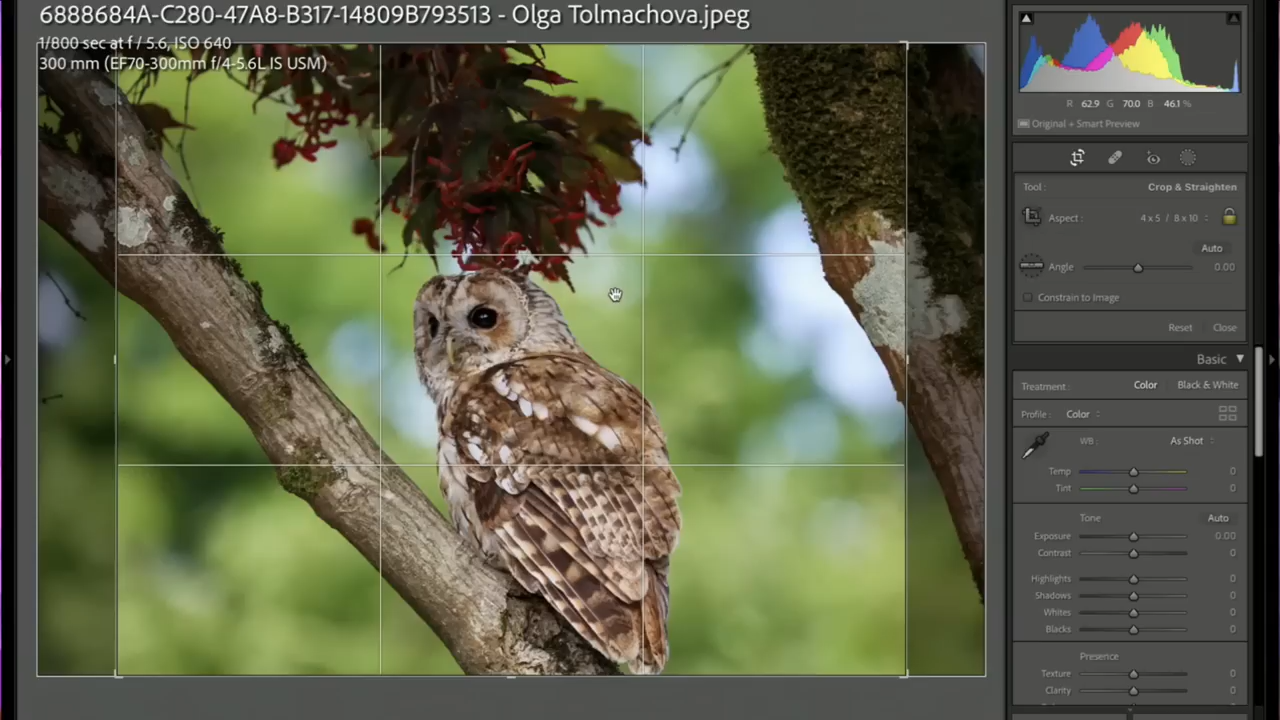 6888684A-C280-47A8-B317-14809B793513 - Olga Tolmachova.jpeg
1/800 sec at f / 5.6, ISO 640
300 mm (EF70-300mm f/4-5.6L IS USM)
R 62.9 G 70.0 B 46.1 %
Original + Smart Preview
Tool : Crop & Straighten
Aspect : 4 x 5 / 8 x 10
Auto
Angle 0.00
Constrain to Image
Reset Close
Basic
Treatment : Color Black & White
Profile : Color
WB : As Shot
Temp 0
Tint 0
Tone Auto
Exposure 0.00
Contrast 0
Highlights 0
Shadows 0
Whites 0
Blacks 0
Presence
Texture 0
Clarity 0